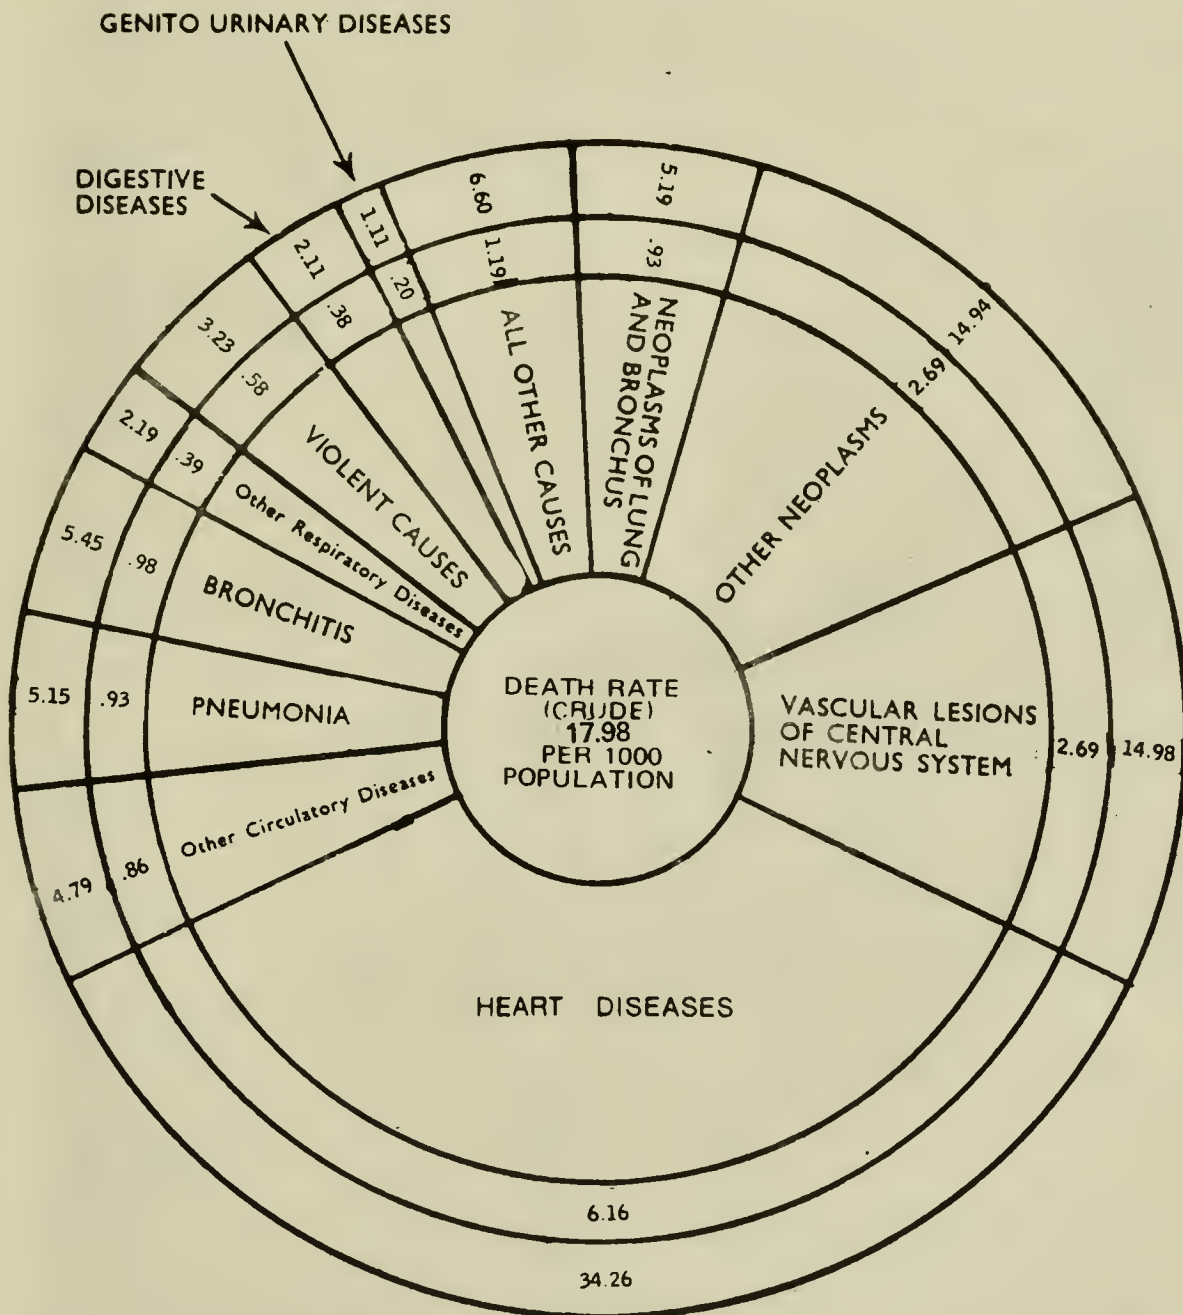 GENITO URINARY DISEASES
DIGESTIVE
DISEASES
6.60
1.19
ALL OTHER CAUSES
5.19
.93
NEOPLASMS OF LUNG
AND BRONCHUS
14.94
2.69
OTHER NEOPLASMS
14.98
2.69
VASCULAR LESIONS
OF CENTRAL
NERVOUS SYSTEM
34.26
6.16
HEART DISEASES
4.79
.86
Other Circulatory Diseases
5.15
.93
PNEUMONIA
5.45
.98
BRONCHITIS
2.19
.39
Other Respiratory Diseases
3.23
.58
VIOLENT CAUSES
2.11
.38
1.11
.20
DEATH RATE
(CRUDE)
17.98
PER 1000
POPULATION